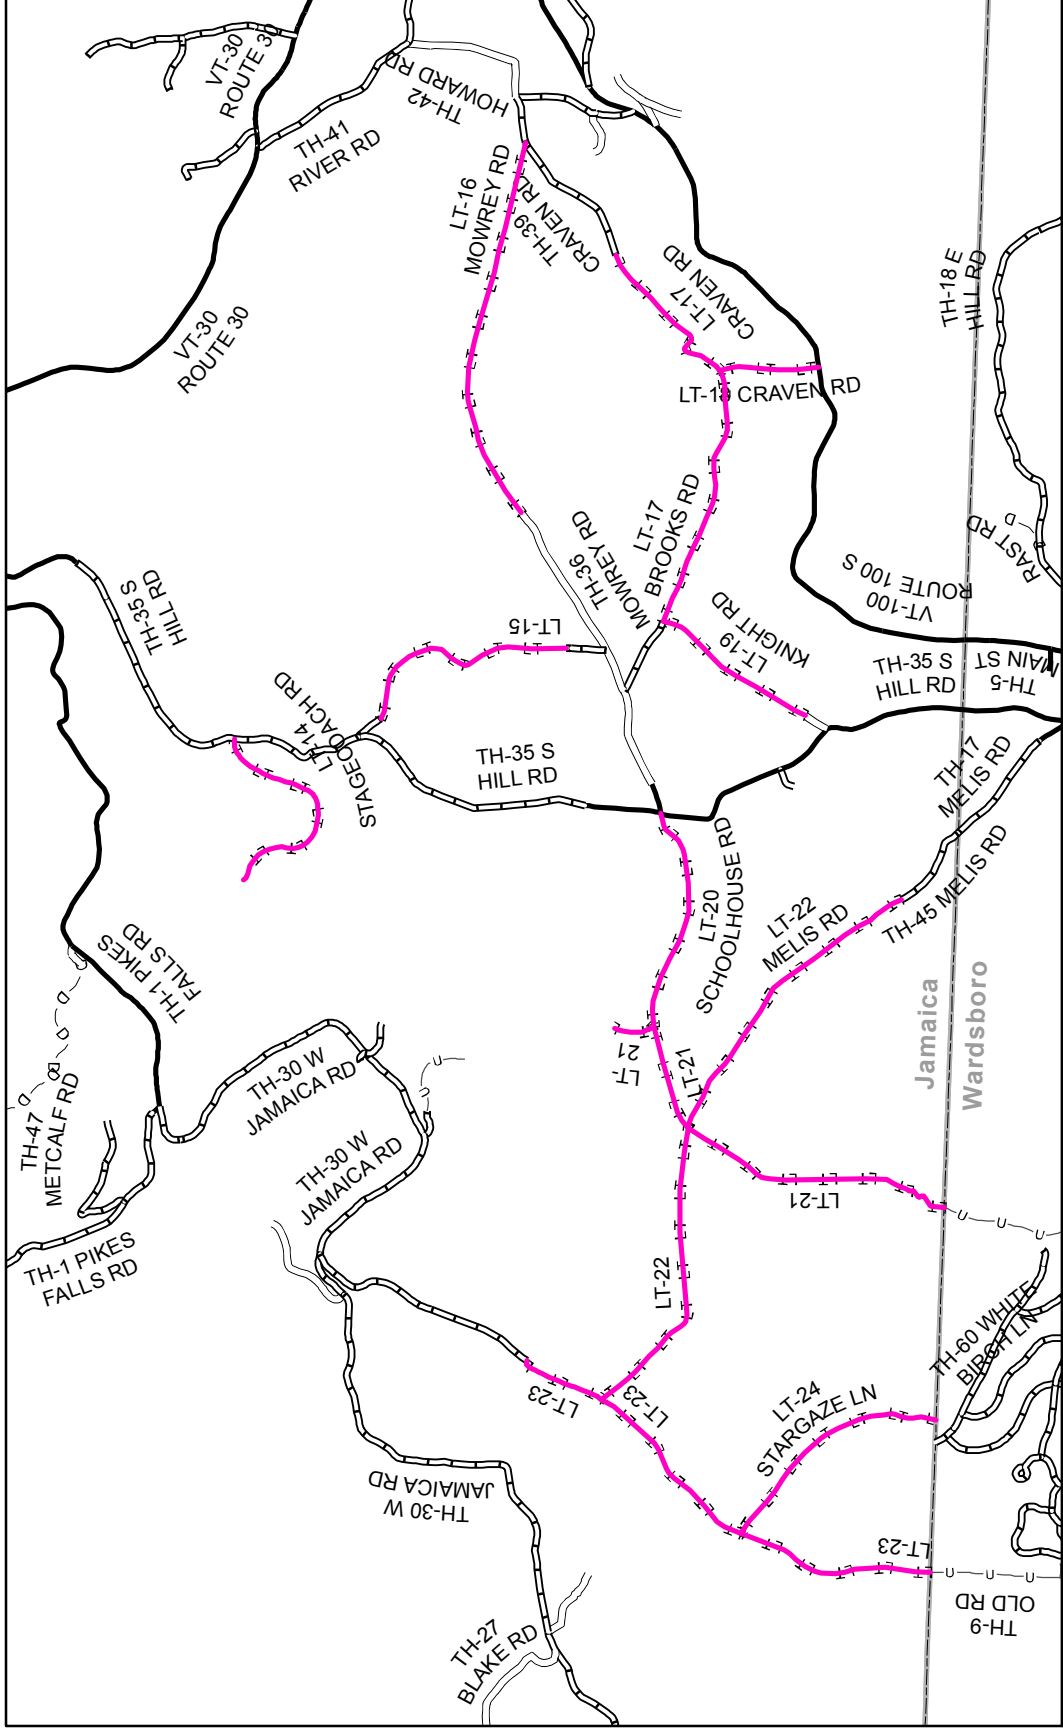 VT-30
ROUTE 30
TH-41
RIVER RD
TH-42
HOWARD RD
LT-16
MOWREY RD
TH-39
CRAVEN RD
VT-30
ROUTE 30
LT-17
CRAVEN RD
TH-18 E
HILL RD
LT-19 CRAVEN RD
RAST RD
D
TH-36
MOWREY RD
LT-17
BROOKS RD
VT-100
ROUTE 100 S
TH-35 S
HILL RD
LT-15
LT-19
KNIGHT RD
TH-35 S
HILL RD
TH-5
MAIN ST
LT-14
STAGECOACH RD
TH-35 S
HILL RD
TH-17
MELIS RD
LT-20
SCHOOLHOUSE RD
LT-22
MELIS RD
TH-45 MELIS RD
TH-1 PIKES
FALLS RD
D
D
D
D
Jamaica
Wardsboro
LT-
21
LT-21
TH-30 W
JAMAICA RD
U
U
TH-47
METCALF RD
TH-30 W
JAMAICA RD
LT-21
U
U
U
TH-1 PIKES
FALLS RD
LT-22
TH-60 WHITE
BIRCH LN
LT-23
LT-23
LT-24
STARGAZE LN
TH-30 W
JAMAICA RD
LT-23
U
U
U
TH-9
OLD RD
TH-27
BLAKE RD